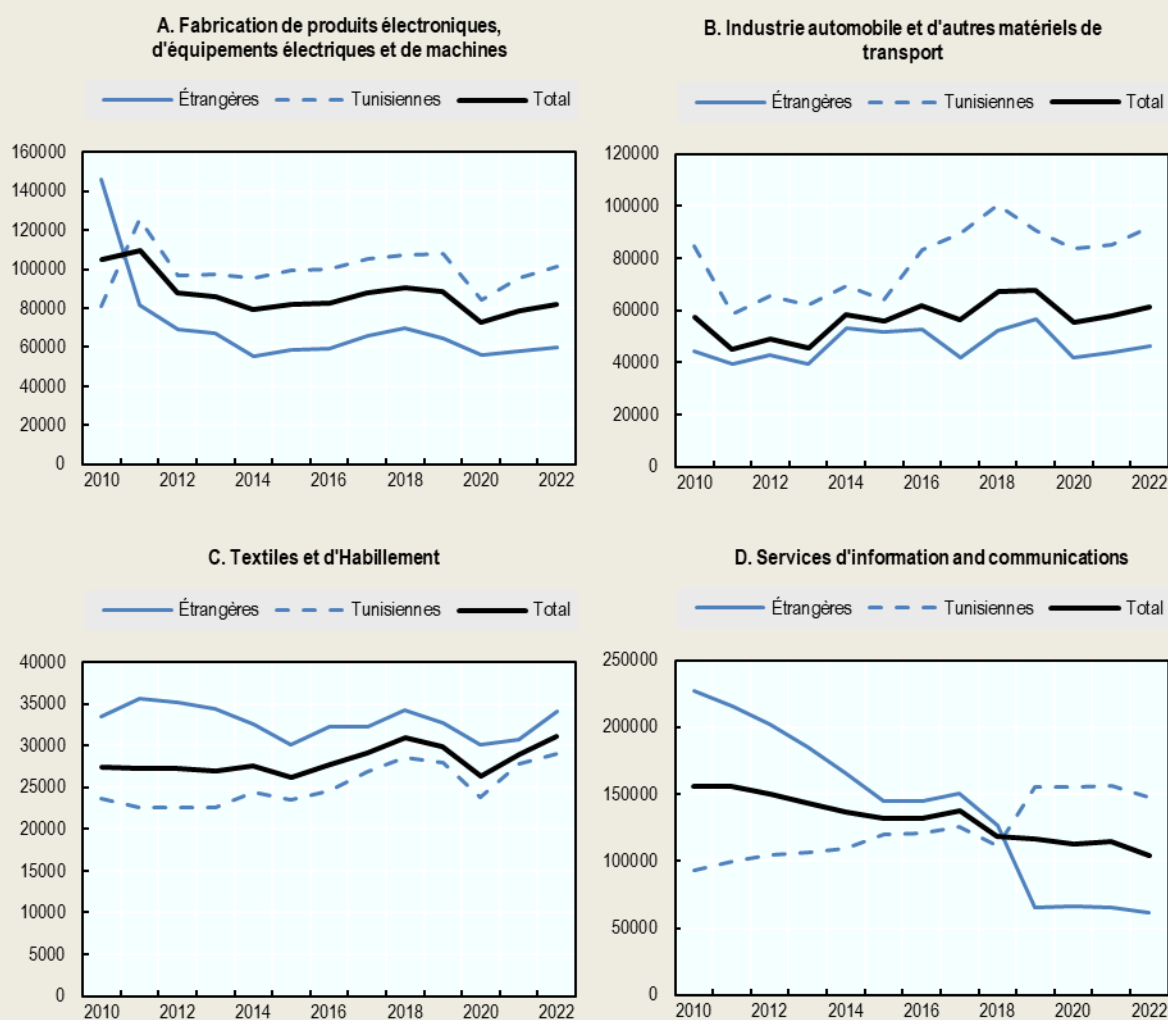 A. Fabrication de produits électroniques,
d'équipements électriques et de machines
Étrangères Tunisiennes Total
160000
140000
120000
100000
80000
60000
40000
20000
0
2010 2012 2014 2016 2018 2020 2022
B. Industrie automobile et d'autres matériels de
transport
Étrangères Tunisiennes Total
120000
100000
80000
60000
40000
20000
0
2010 2012 2014 2016 2018 2020 2022
C. Textiles et d'Habillement
Étrangères Tunisiennes Total
40000
35000
30000
25000
20000
15000
10000
5000
0
2010 2012 2014 2016 2018 2020 2022
D. Services d'information and communications
Étrangères Tunisiennes Total
250000
200000
150000
100000
50000
0
2010 2012 2014 2016 2018 2020 2022